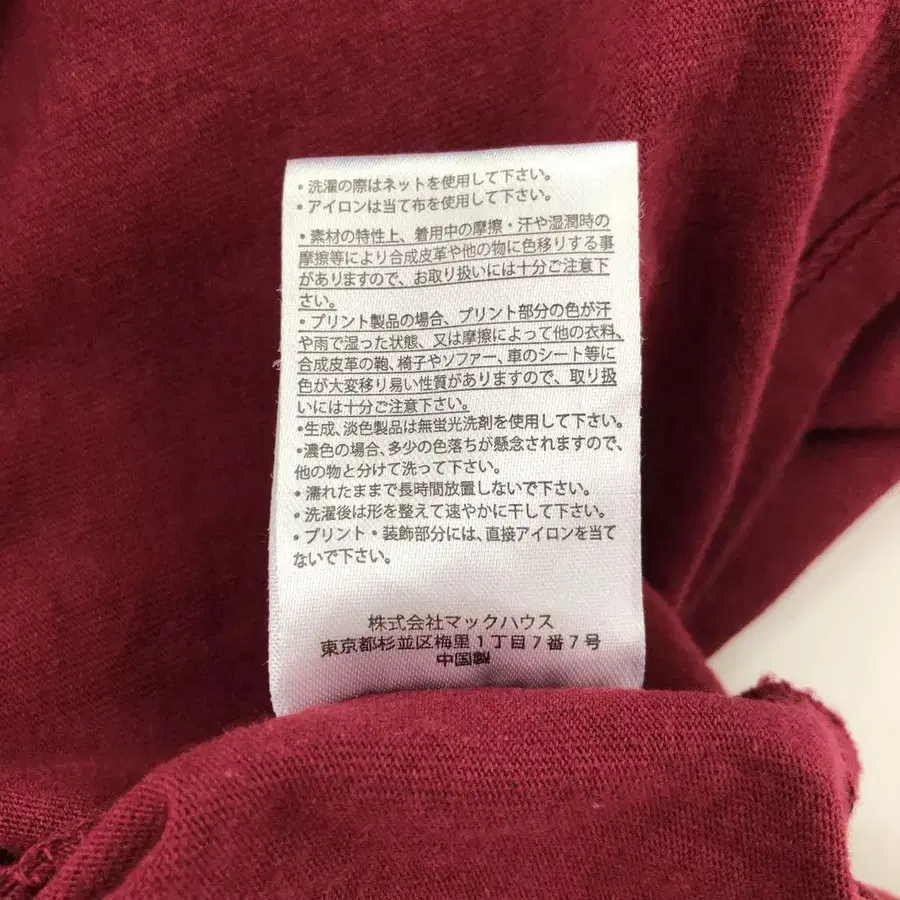 ・洗濯の際はネットを使用して下さい。
・アイロンは当て布を使用して下さい。
・素材の特性上、着用中の摩擦・汗や湿潤時の
摩擦等により合成皮革や他の物に色移りする事
がありますので、お取り扱いには十分ご注意下
さい。
・プリント製品の場合、プリント部分の色が汗
や雨で湿った状態、又は摩擦によって他の衣料、
合成皮革の鞄、椅子やソファー、車のシート等に
色が大変移り易い性質がありますので、取り扱
いには十分ご注意下さい。
・生成、淡色製品は無蛍光洗剤を使用して下さい。
・濃色の場合、多少の色落ちが懸念されますので、
他の物と分けて洗って下さい。
・濡れたままで長時間放置しないで下さい。
・洗濯後は形を整えて速やかに干して下さい。
・プリント・装飾部分には、直接アイロンを当て
ないで下さい。
株式会社マックハウス
東京都杉並区梅里1丁目7番7号
中国製